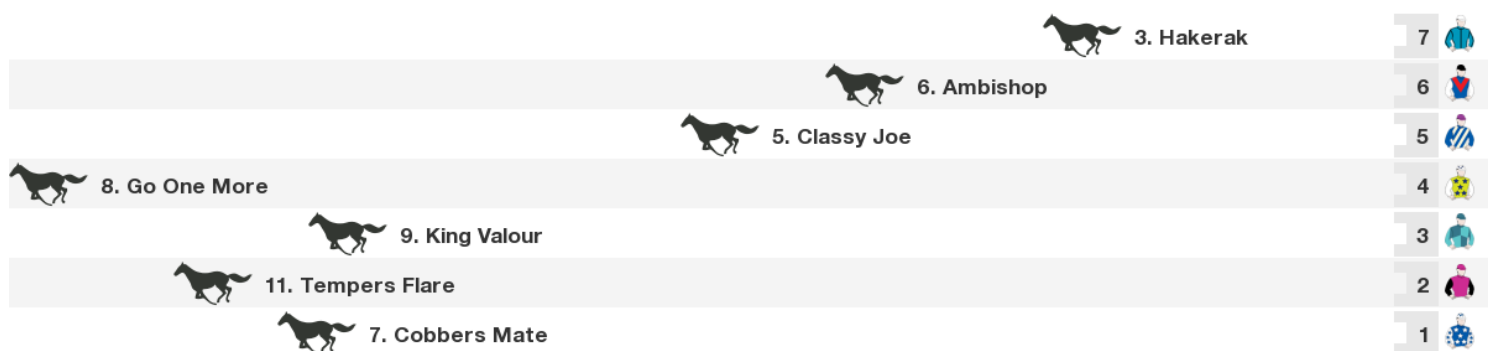 3. Hakerak 7
6. Ambishop 6
5. Classy Joe 5
8. Go One More 4
9. King Valour 3
11. Tempers Flare 2
7. Cobbers Mate 1